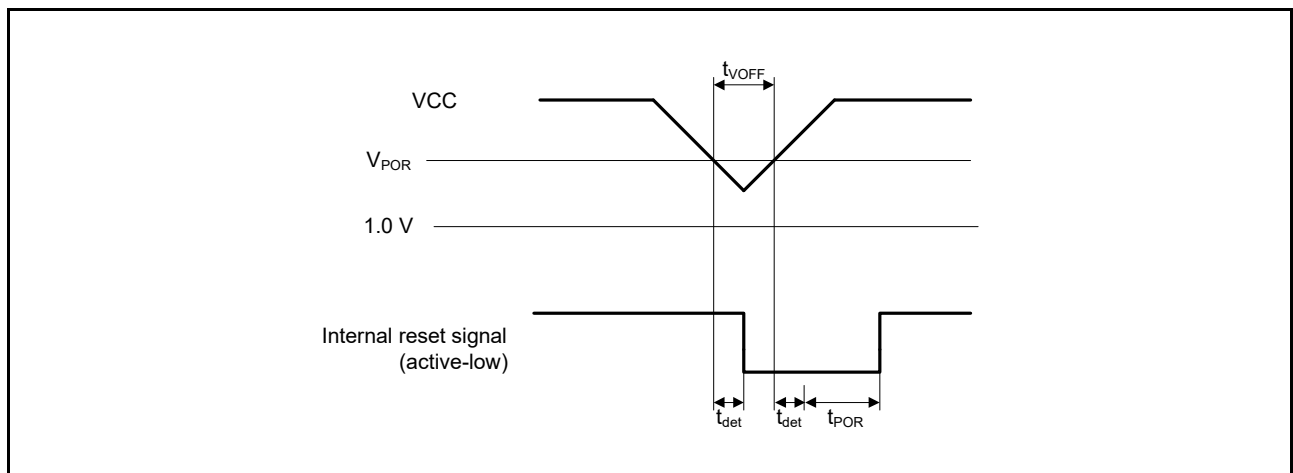 tVOFF
VCC
VPOR
1.0 V
Internal reset signal
(active-low)
tdet tdet tPOR